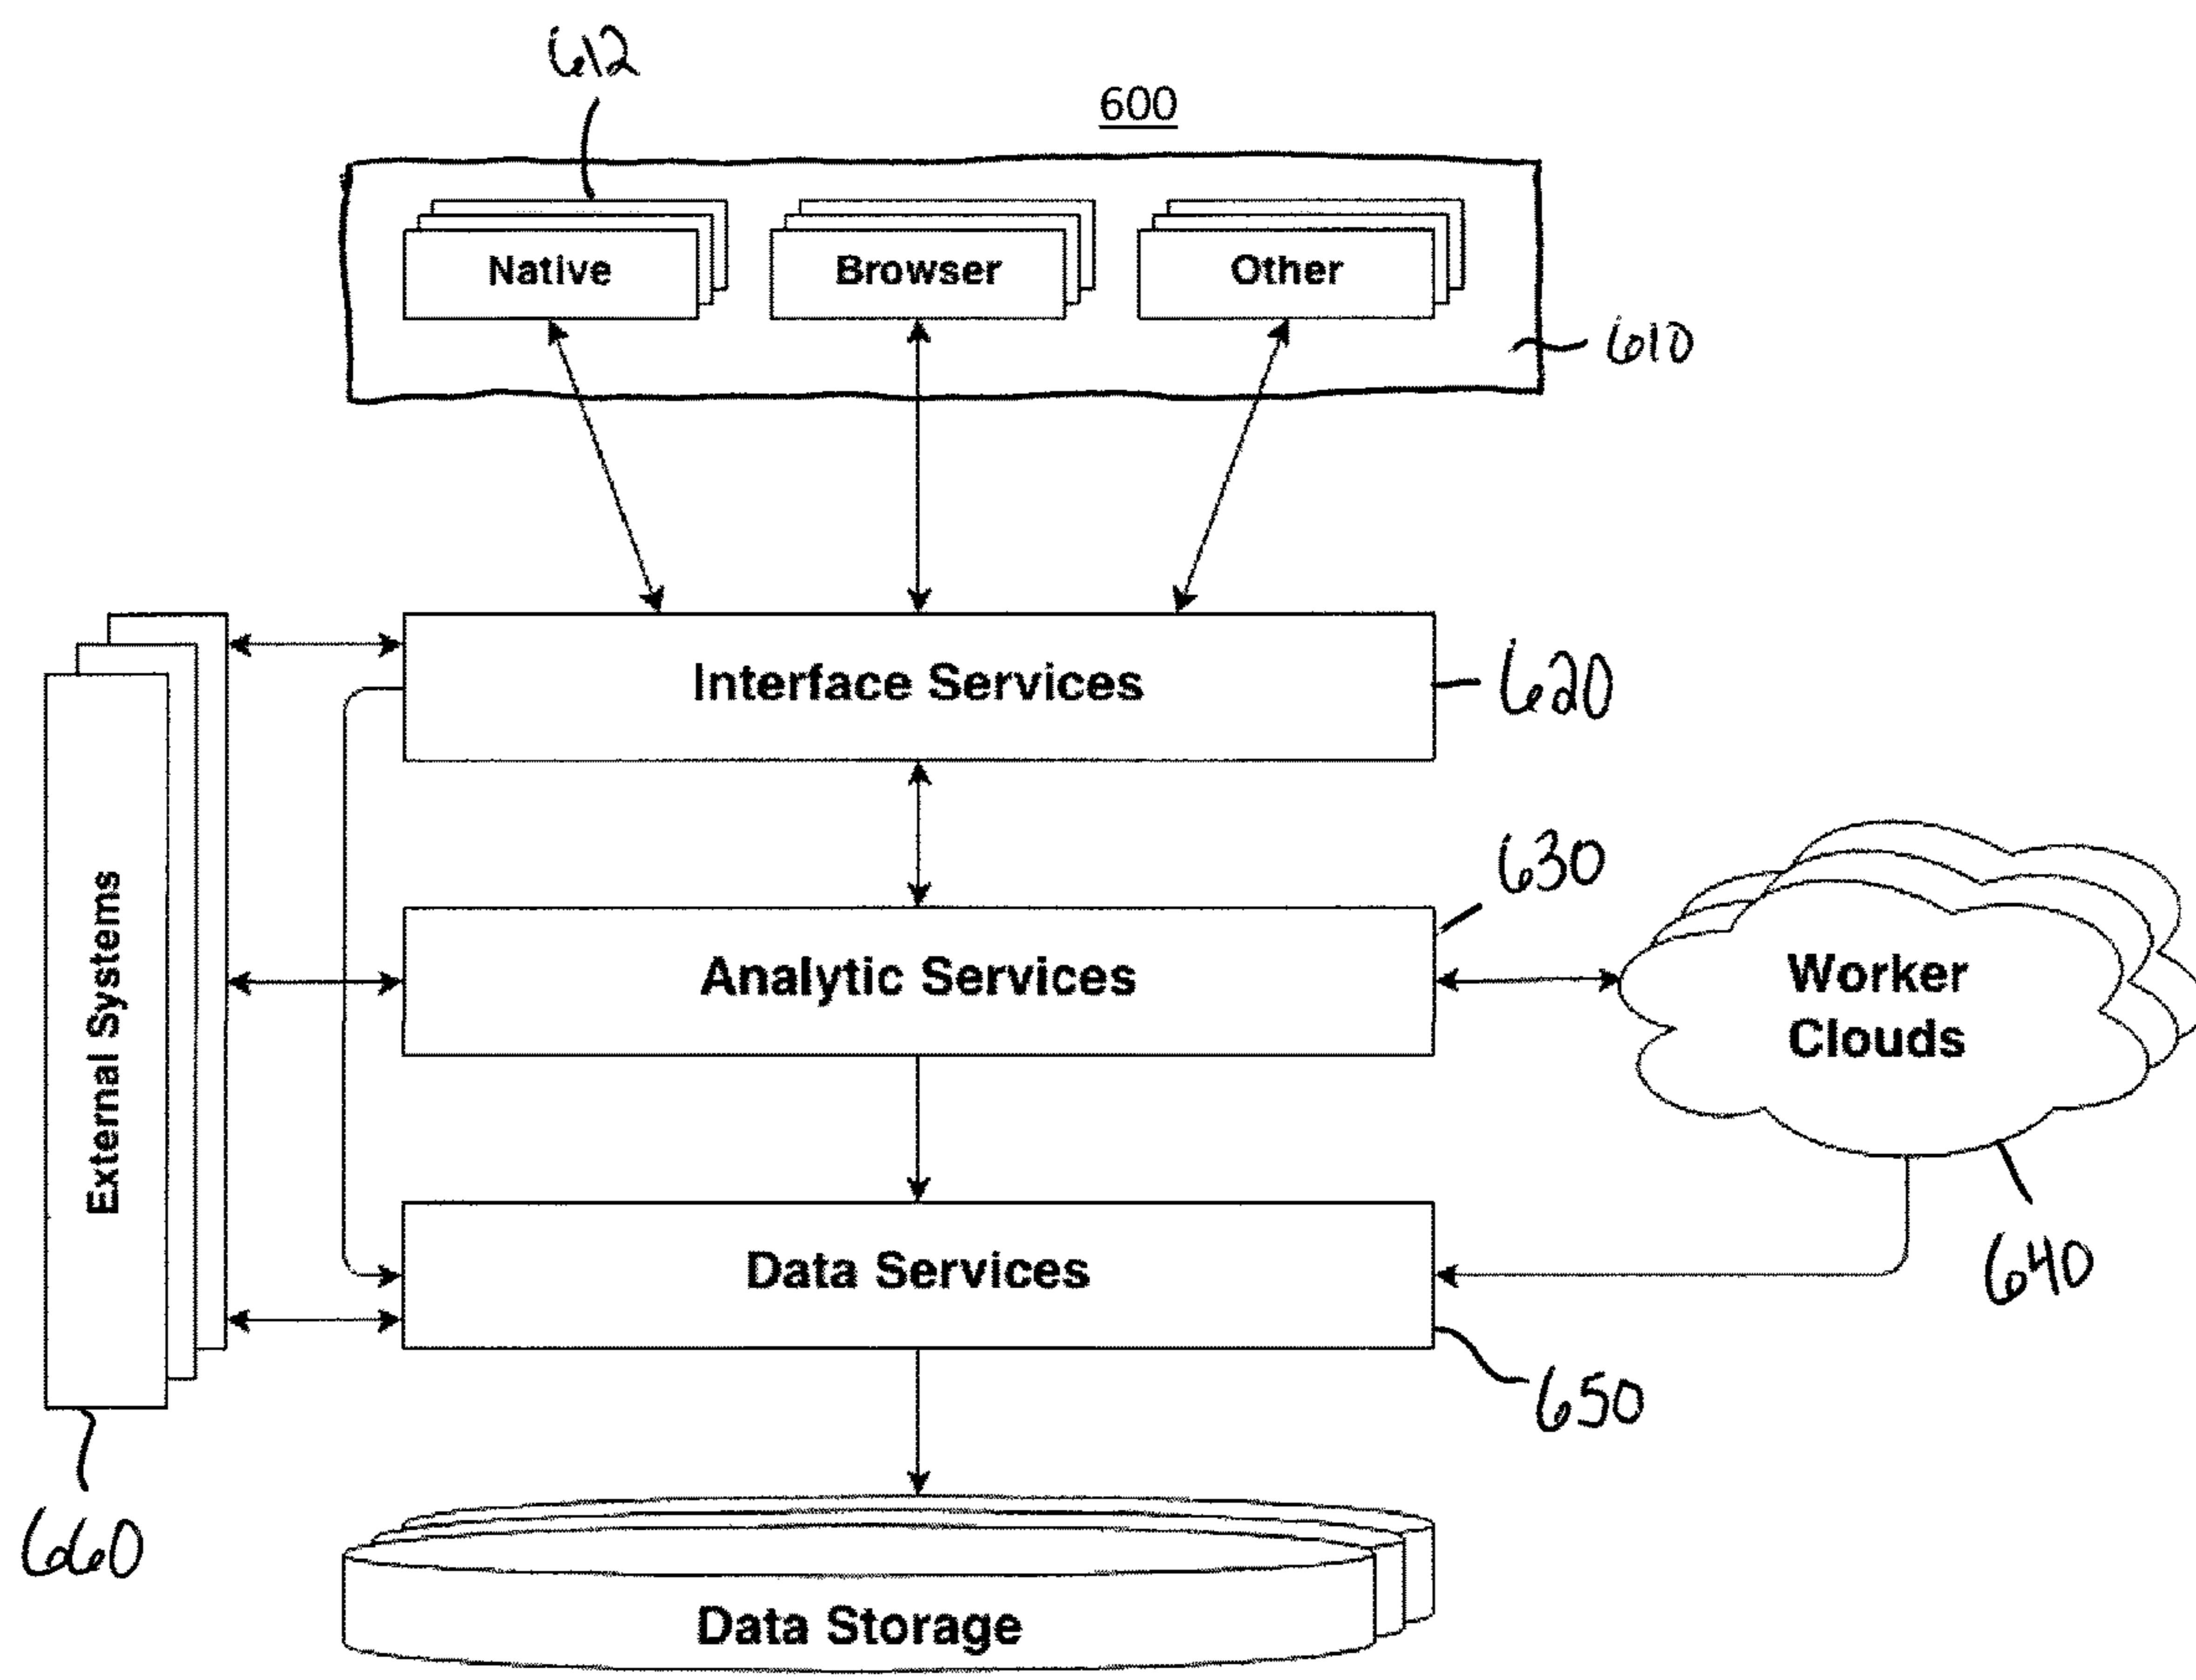 612
600
Native
Browser
Other
610
Interface Services
620
630
External Systems
Analytic Services
Worker
Clouds
Data Services
640
650
660
Data Storage